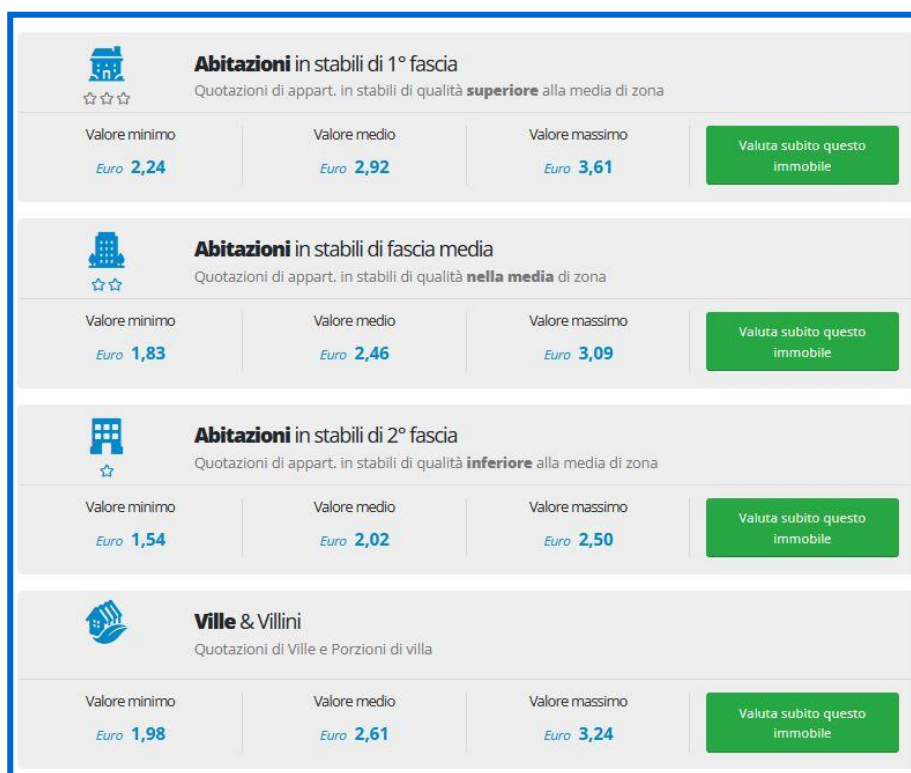 Abitazioni in stabili di 1° fascia
Quotazioni di appart. in stabili di qualità superiore alla media di zona
Valore minimo Valore medio Valore massimo
Euro 2,24 Euro 2,92 Euro 3,61
Valuta subito questo
immobile
Abitazioni in stabili di fascia media
Quotazioni di appart. in stabili di qualità nella media di zona
Valore minimo Valore medio Valore massimo
Euro 1,83 Euro 2,46 Euro 3,09
Valuta subito questo
immobile
Abitazioni in stabili di 2° fascia
Quotazioni di appart. in stabili di qualità inferiore alla media di zona
Valore minimo Valore medio Valore massimo
Euro 1,54 Euro 2,02 Euro 2,50
Valuta subito questo
immobile
Ville & Villini
Quotazioni di Ville e Porzioni di villa
Valore minimo Valore medio Valore massimo
Euro 1,98 Euro 2,61 Euro 3,24
Valuta subito questo
immobile